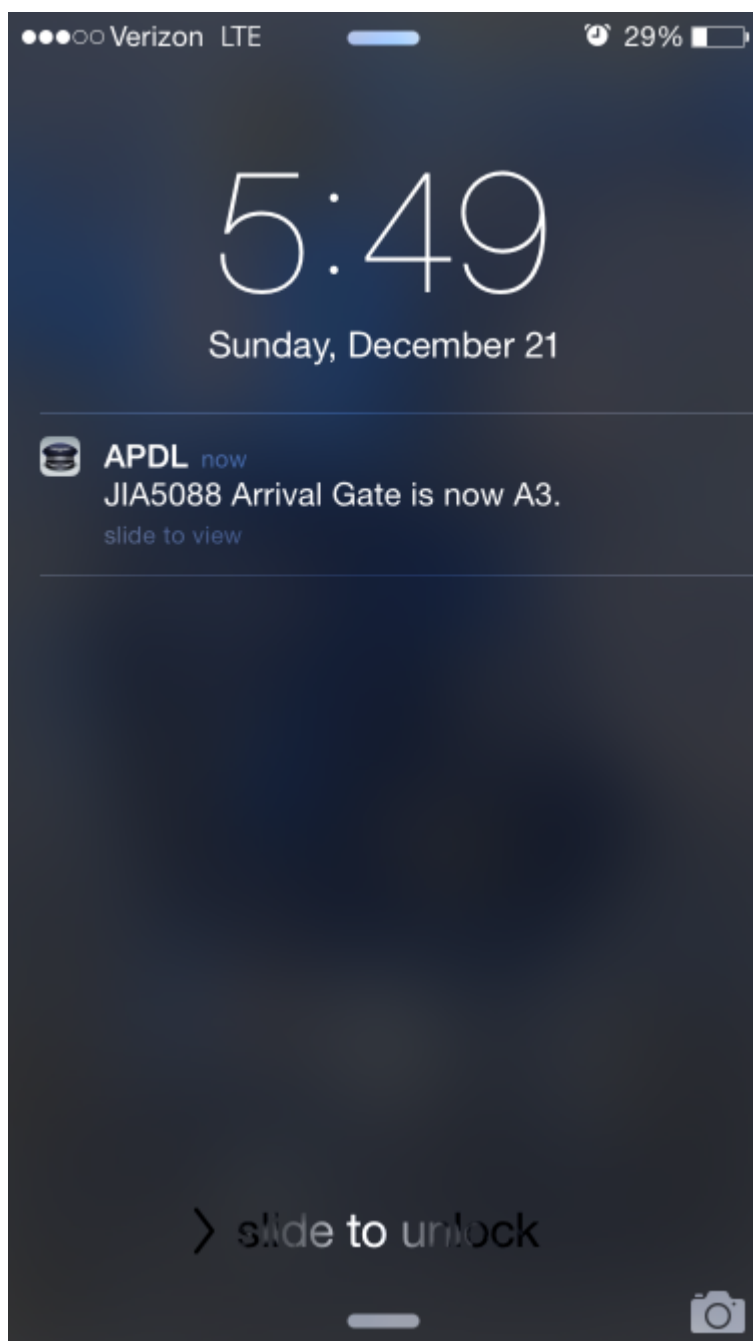 Verizon LTE 29%
5:49
Sunday, December 21
APDL now
JIA5088 Arrival Gate is now A3.
slide to view
> slide to unlock